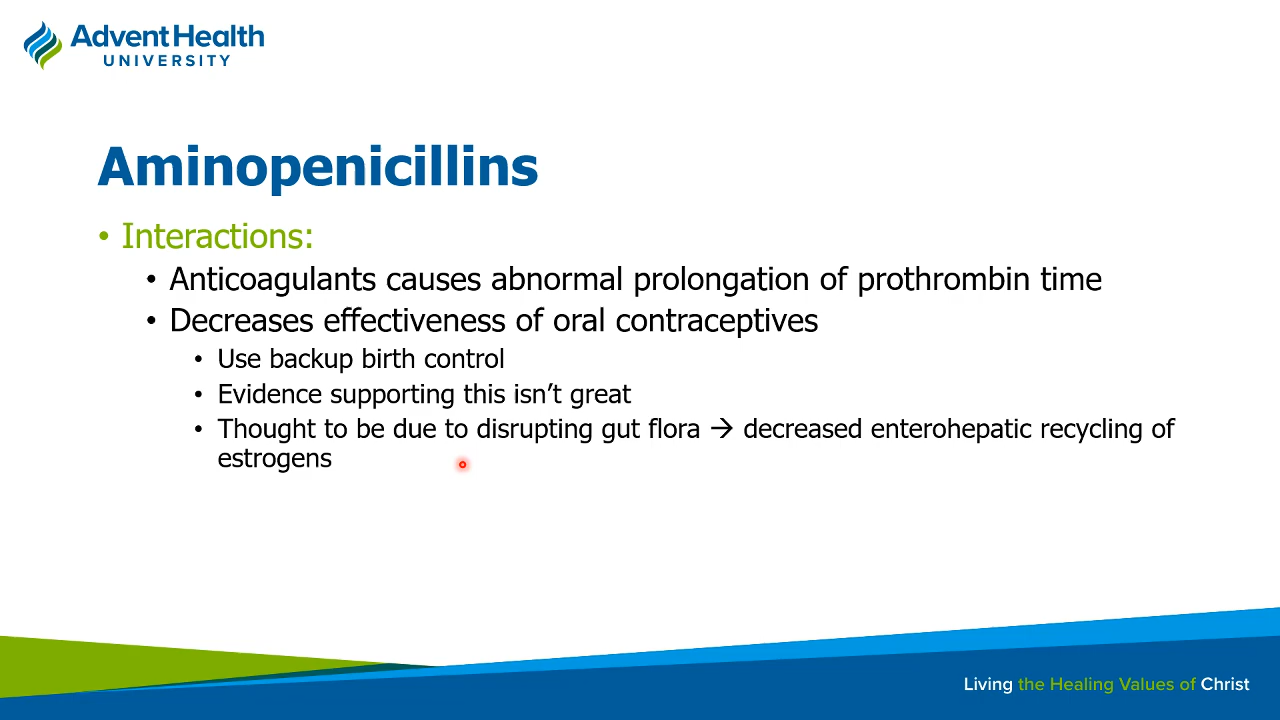 AdventHealth
UNIVERSITY
Aminopenicillins
• Interactions:
• Anticoagulants causes abnormal prolongation of prothrombin time
• Decreases effectiveness of oral contraceptives
• Use backup birth control
• Evidence supporting this isn’t great
• Thought to be due to disrupting gut flora → decreased enterohepatic recycling of
estrogens
Living the Healing Values of Christ